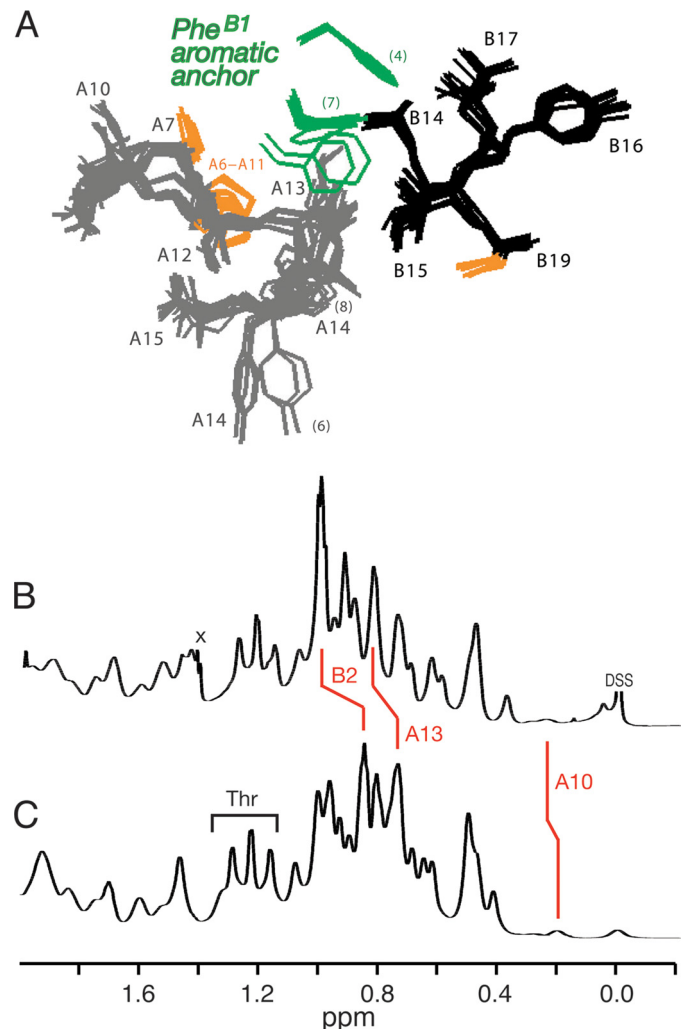 A
Phe B1
aromatic
anchor
(4)
B17
A10
A7
(7)
B14
B16
A6–A11
A13
A12
B15
B19
A15
(8)
A14
A14
(6)
B
x
B2
DSS
A13
A10
C
Thr
1.6 1.2 0.8 0.4 0.0
ppm